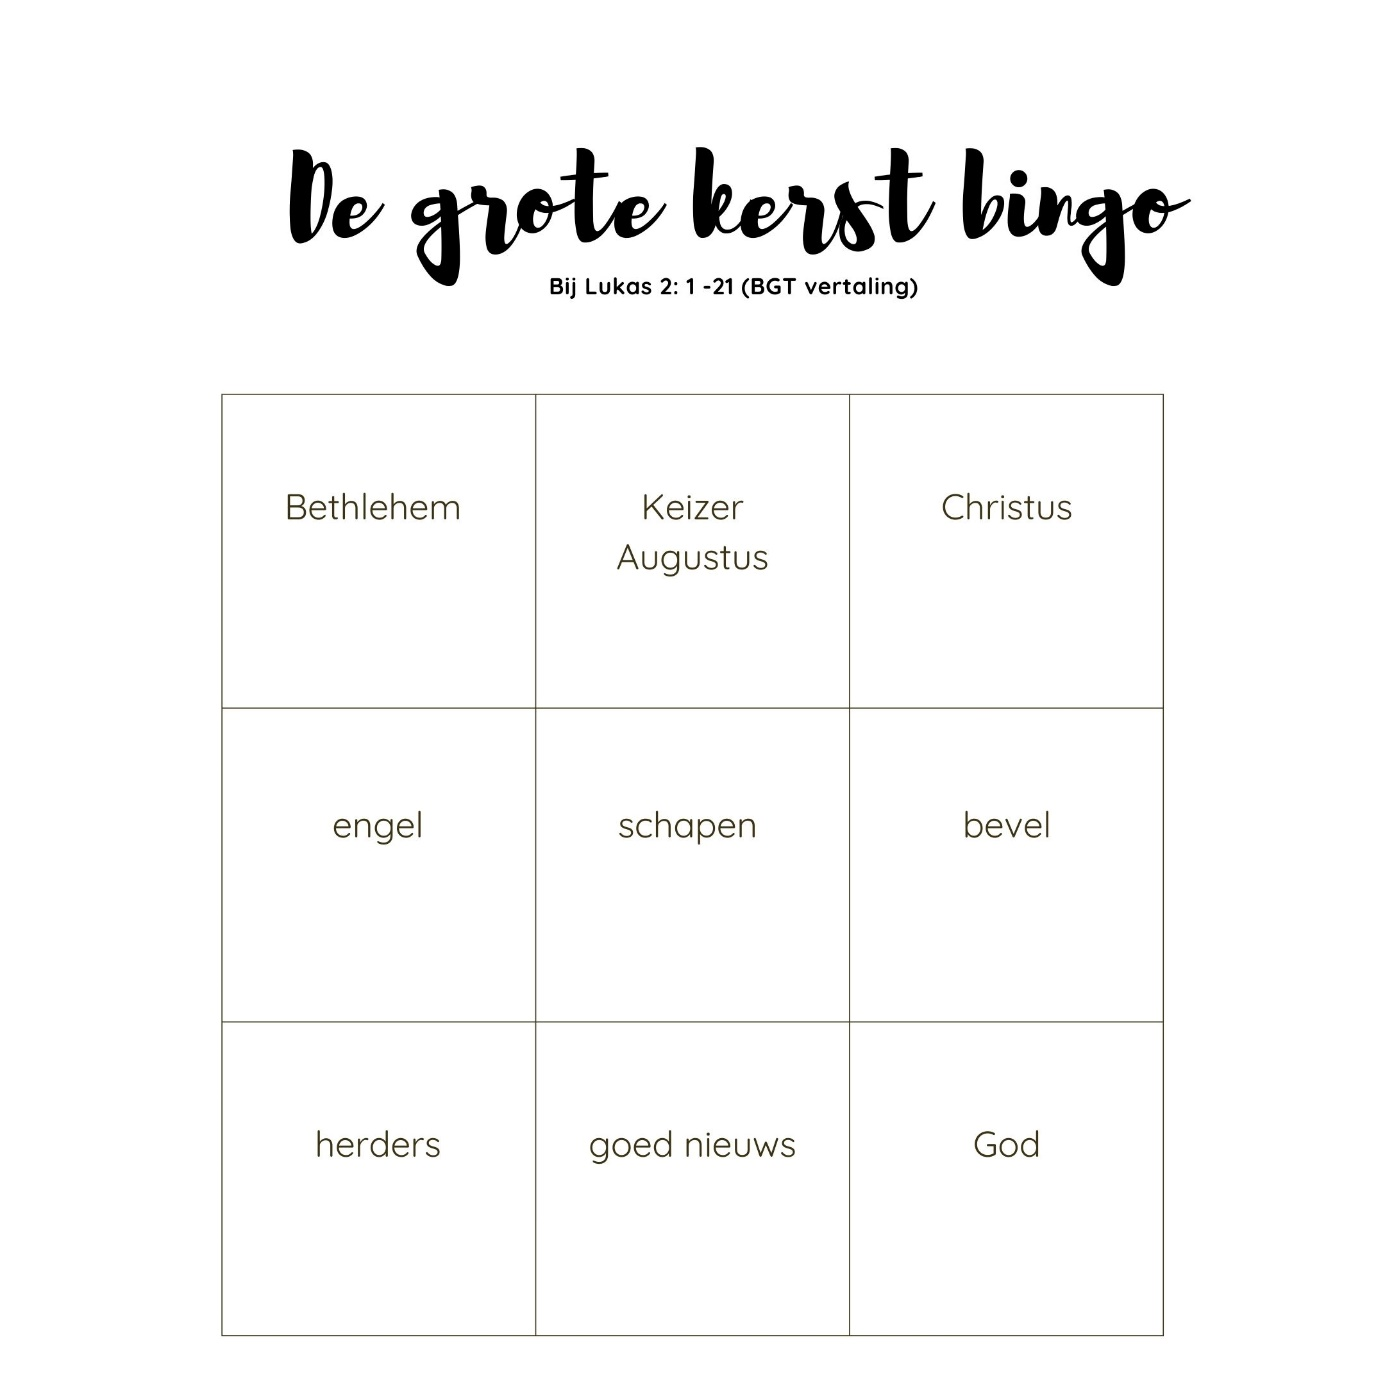 De grote kerst bingo
Bij Lukas 2: 1 -21 (BGT vertaling)
Bethlehem
Keizer
Augustus
Christus
engel
schapen
bevel
herders
goed nieuws
God